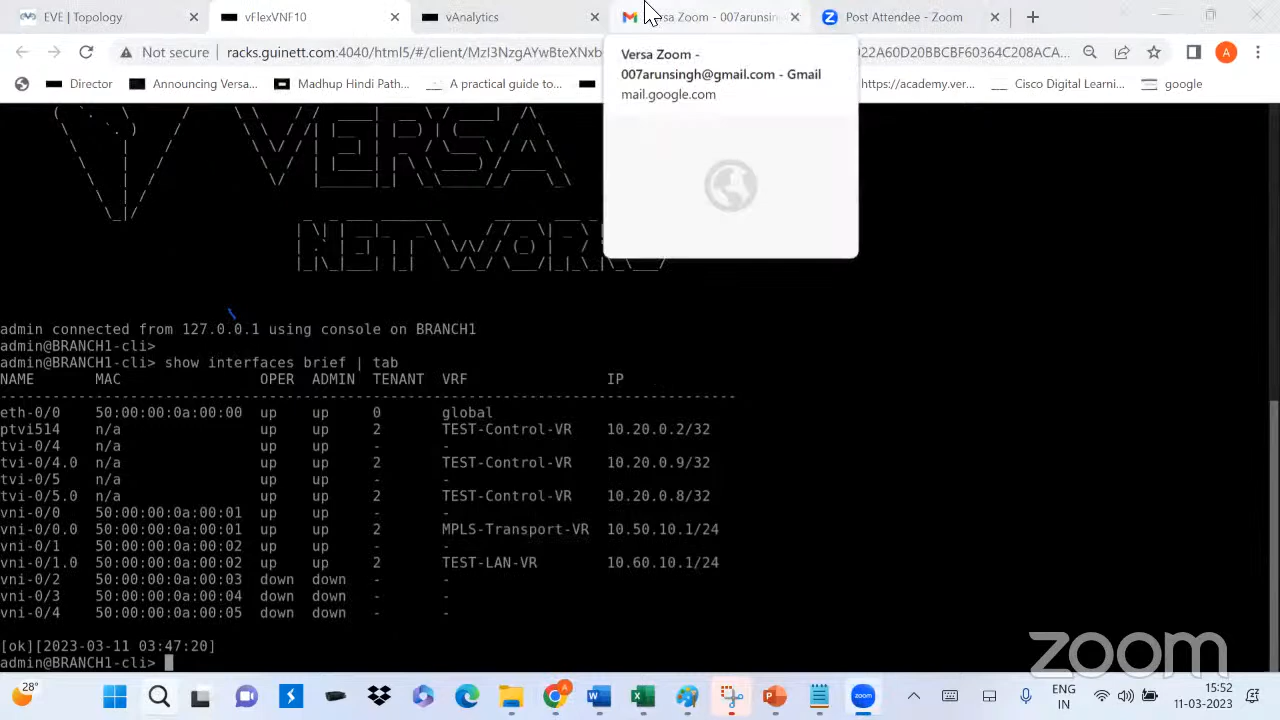 EVE | Topology
vFlexVNF10
vAnalytics
rsa Zoom - 007arunsin
Post Attendee - Zoom
Not secure
racks.guinett.com:4040/html5/#/client/MzI3NzgAYwBteXNxb
22A60D20BBCBF60364C208ACA...
A
Director
Announcing Versa...
Madhup Hindi Path...
A practical guide to...
https://academy.ver...
Cisco Digital Learni...
google
Versa Zoom -
007arunsingh@gmail.com - Gmail
mail.google.com
VERSA
NETWORKS
admin connected from 127.0.0.1 using console on BRANCH1
admin@BRANCH1-cli>
admin@BRANCH1-cli> show interfaces brief | tab
NAME MAC OPER ADMIN TENANT VRF IP
--------------------------------------------------------------------------------------------
eth-0/0 50:00:00:0a:00:00 up up 0 global
ptvi514 n/a up up 2 TEST-Control-VR 10.20.0.2/32
tvi-0/4 n/a up up - -
tvi-0/4.0 n/a up up 2 TEST-Control-VR 10.20.0.9/32
tvi-0/5 n/a up up - -
tvi-0/5.0 n/a up up 2 TEST-Control-VR 10.20.0.8/32
vni-0/0 50:00:00:0a:00:01 up up - -
vni-0/0.0 50:00:00:0a:00:01 up up 2 MPLS-Transport-VR 10.50.10.1/24
vni-0/1 50:00:00:0a:00:02 up up - -
vni-0/1.0 50:00:00:0a:00:02 up up 2 TEST-LAN-VR 10.60.10.1/24
vni-0/2 50:00:00:0a:00:03 down down - -
vni-0/3 50:00:00:0a:00:04 down down - -
vni-0/4 50:00:00:0a:00:05 down down - -
[ok][2023-03-11 03:47:20]
admin@BRANCH1-cli>
zoom
28°
zoom
ENG
IN
15:52
11-03-2023